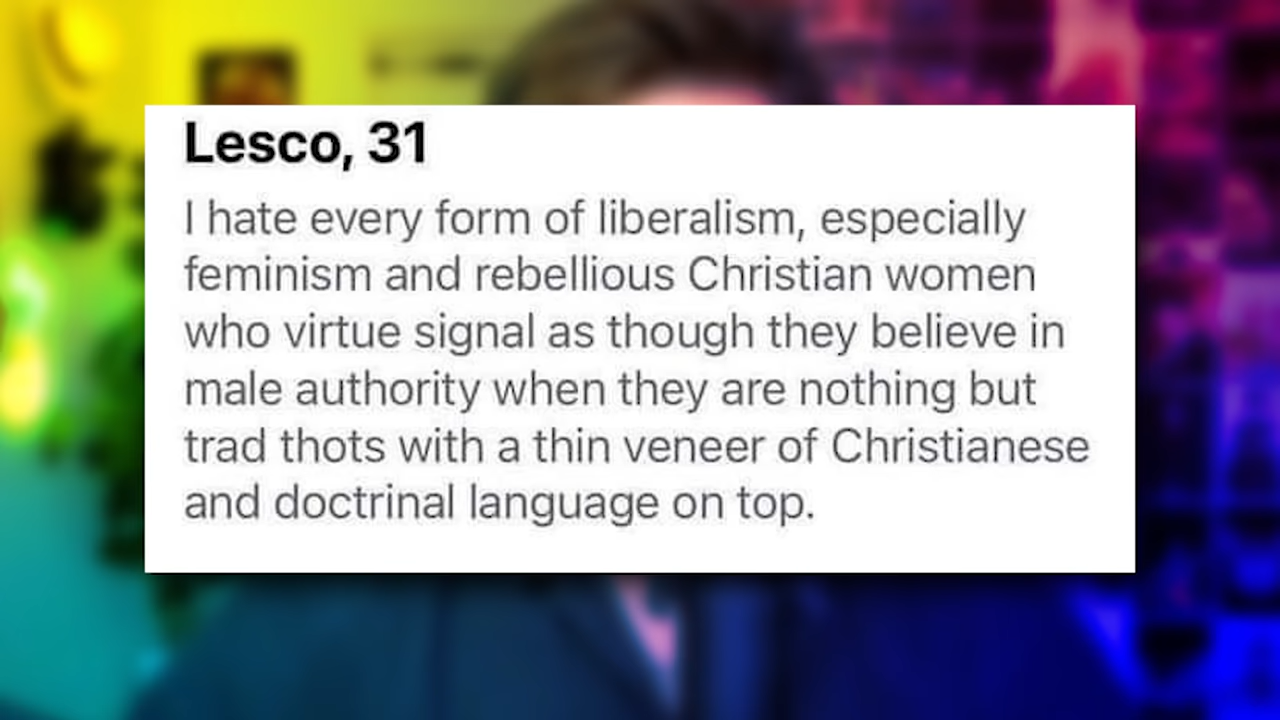 Lesco, 31
I hate every form of liberalism, especially
feminism and rebellious Christian women
who virtue signal as though they believe in
male authority when they are nothing but
trad thots with a thin veneer of Christianese
and doctrinal language on top.